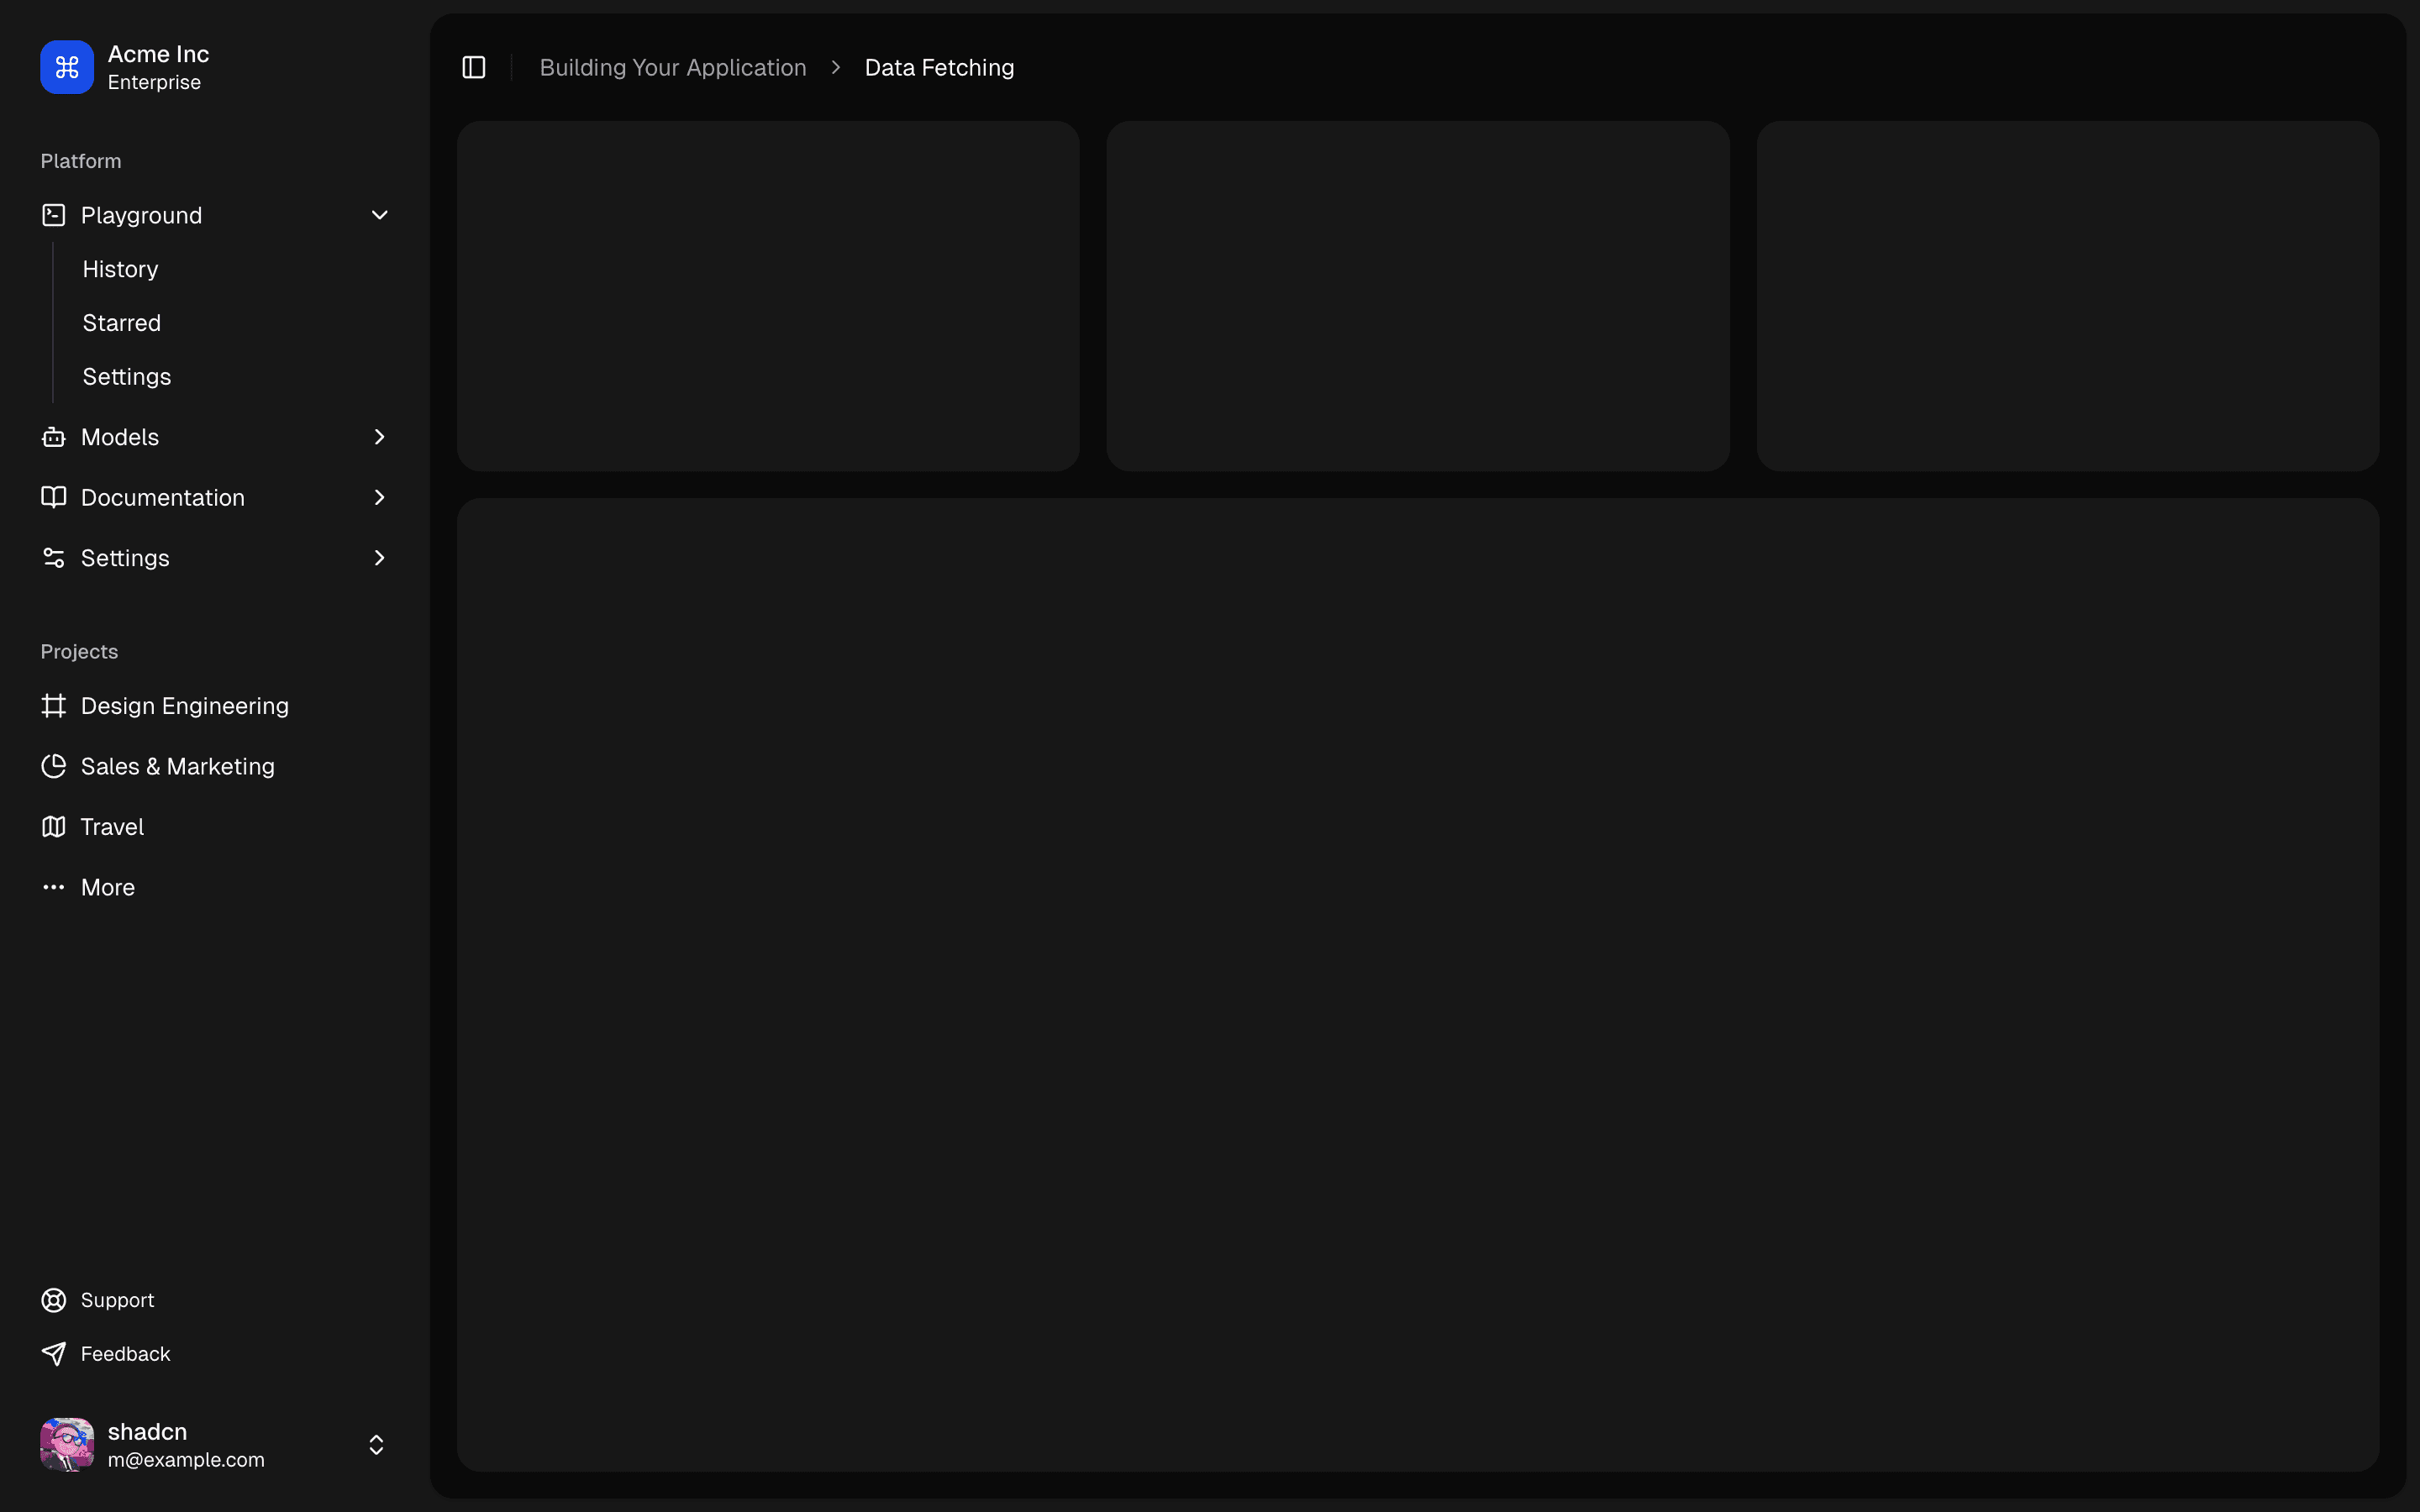 Acme Inc
Enterprise
Platform
Playground
History
Starred
Settings
Models
Documentation
Settings
Projects
Design Engineering
Sales & Marketing
Travel
More
Support
Feedback
shadcn
m@example.com
Building Your Application
Data Fetching